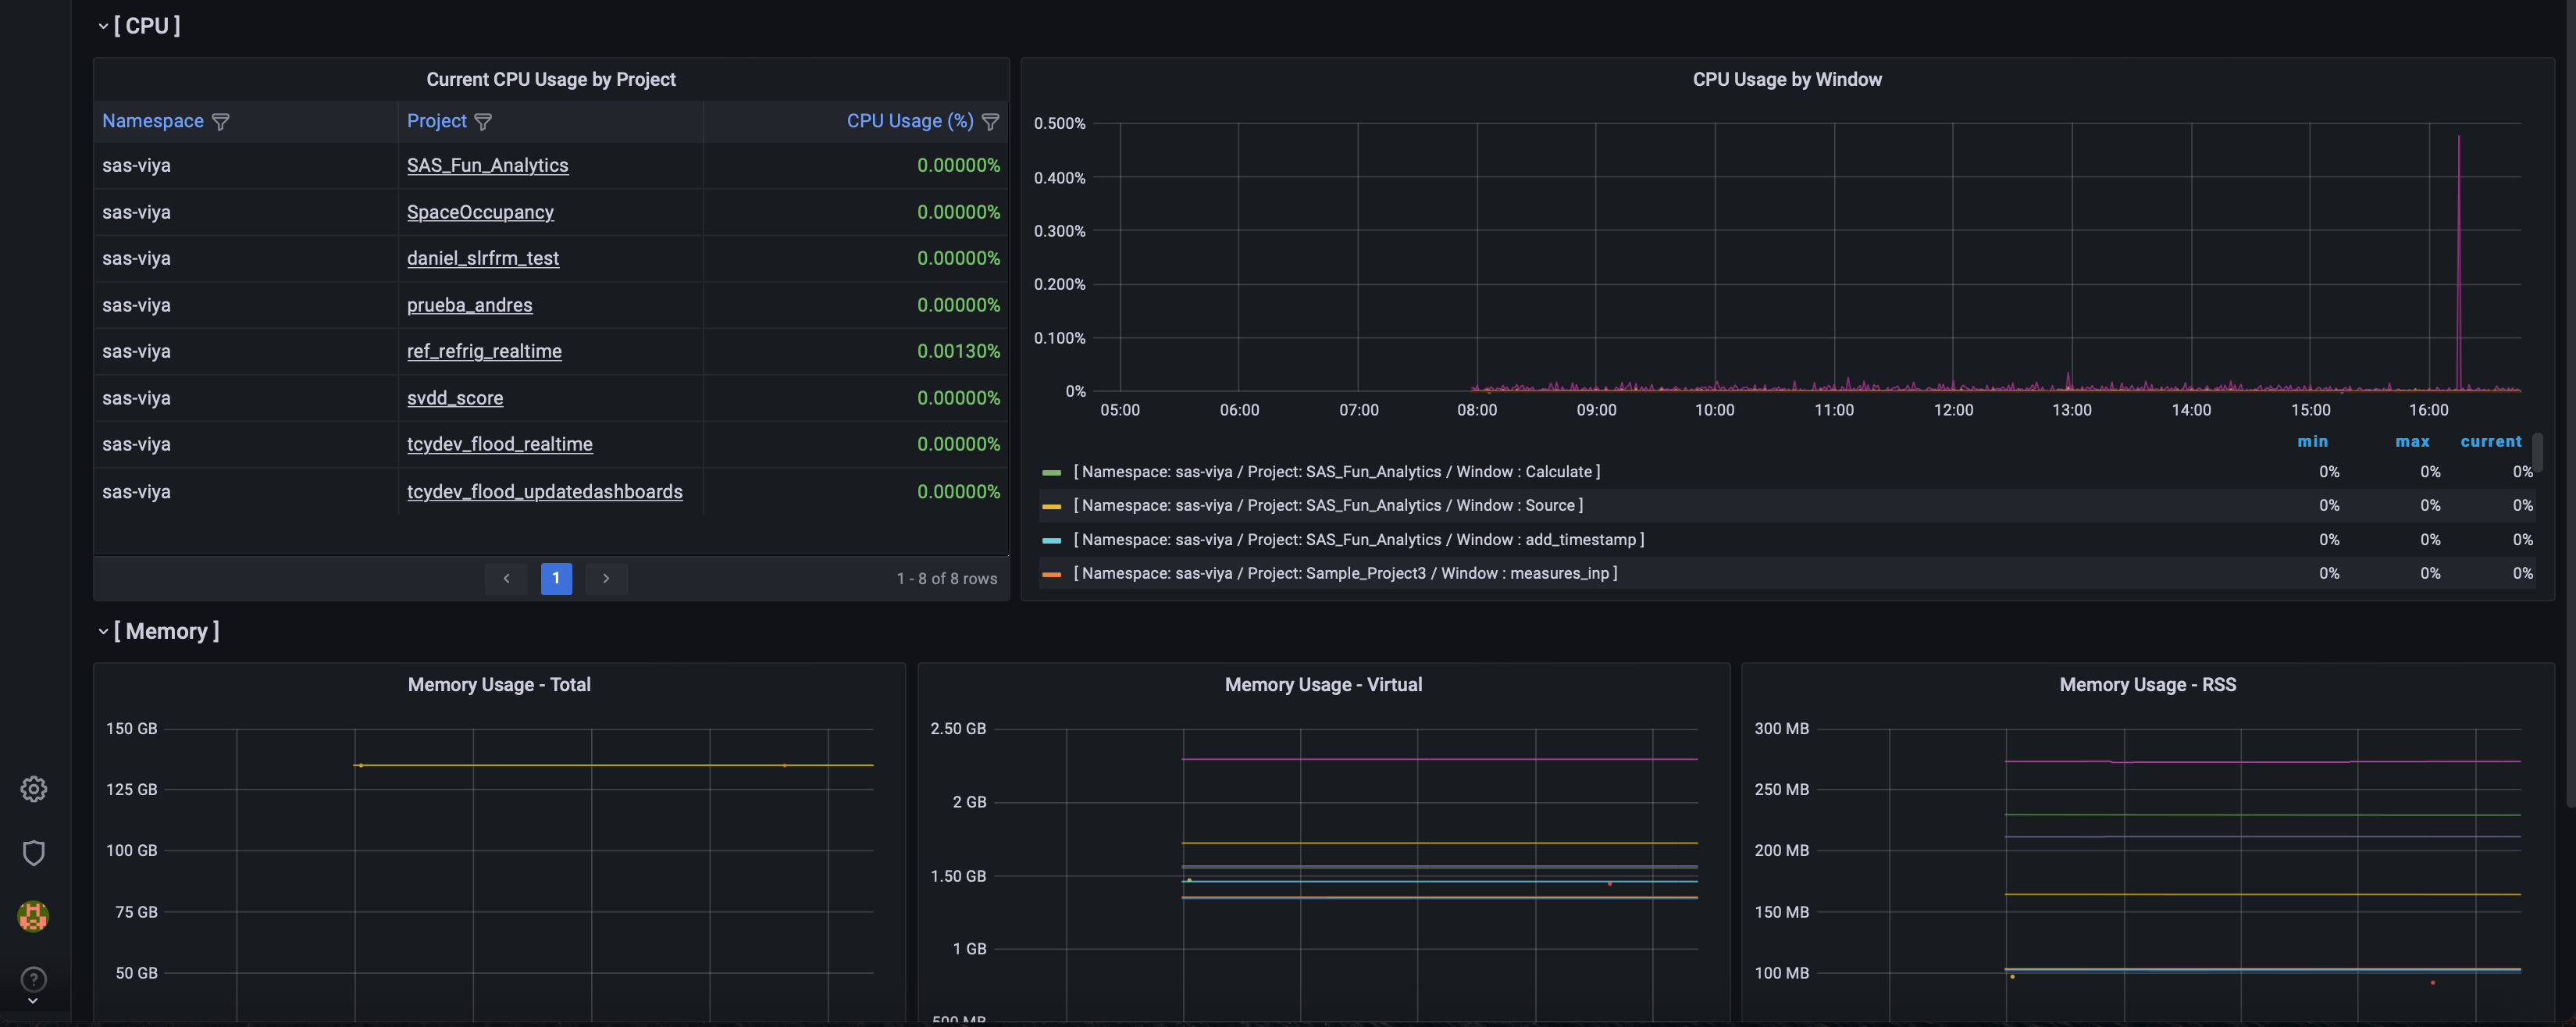 [ CPU ]
Current CPU Usage by Project
Namespace Project CPU Usage (%)
sas-viya SAS_Fun_Analytics 0.00000%
sas-viya SpaceOccupancy 0.00000%
sas-viya daniel_slrfrm_test 0.00000%
sas-viya prueba_andres 0.00000%
sas-viya ref_refrig_realtime 0.00130%
sas-viya svdd_score 0.00000%
sas-viya tcydev_flood_realtime 0.00000%
sas-viya tcydev_flood_updatedashboards 0.00000%
1
1 - 8 of 8 rows
CPU Usage by Window
0.500%
0.400%
0.300%
0.200%
0.100%
0%
05:00 06:00 07:00 08:00 09:00 10:00 11:00 12:00 13:00 14:00 15:00 16:00
min max current
[ Namespace: sas-viya / Project: SAS_Fun_Analytics / Window : Calculate ] 0% 0% 0%
[ Namespace: sas-viya / Project: SAS_Fun_Analytics / Window : Source ] 0% 0% 0%
[ Namespace: sas-viya / Project: SAS_Fun_Analytics / Window : add_timestamp ] 0% 0% 0%
[ Namespace: sas-viya / Project: Sample_Project3 / Window : measures_inp ] 0% 0% 0%
[ Memory ]
Memory Usage - Total
150 GB
125 GB
100 GB
75 GB
50 GB
Memory Usage - Virtual
2.50 GB
2 GB
1.50 GB
1 GB
500 MB
Memory Usage - RSS
300 MB
250 MB
200 MB
150 MB
100 MB
?